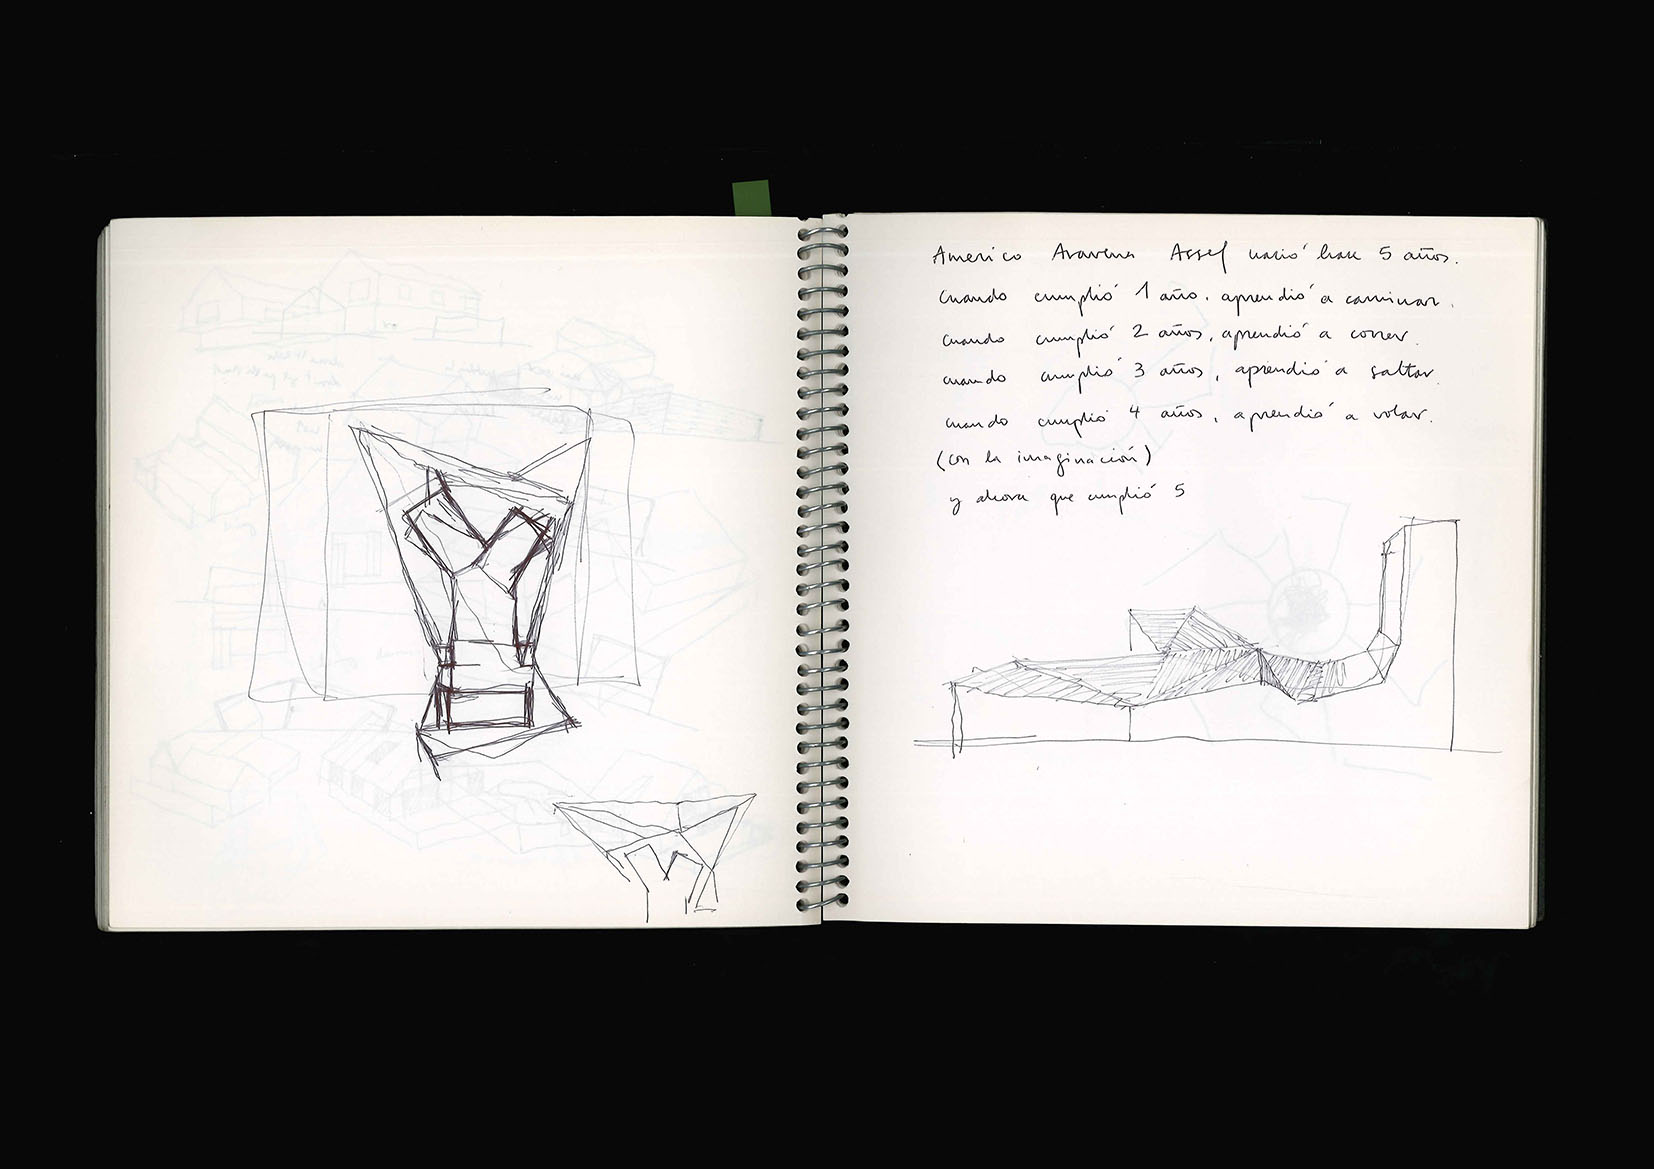 Americo Aravena Assef nació hace 5 años.
cuando cumplió 1 año, aprendió a caminar.
cuando cumplió 2 años, aprendió a correr.
cuando cumplió 3 años, aprendió a saltar.
cuando cumplió 4 años, aprendió a volar.
(con la imaginación)
y ahora que cumplió 5